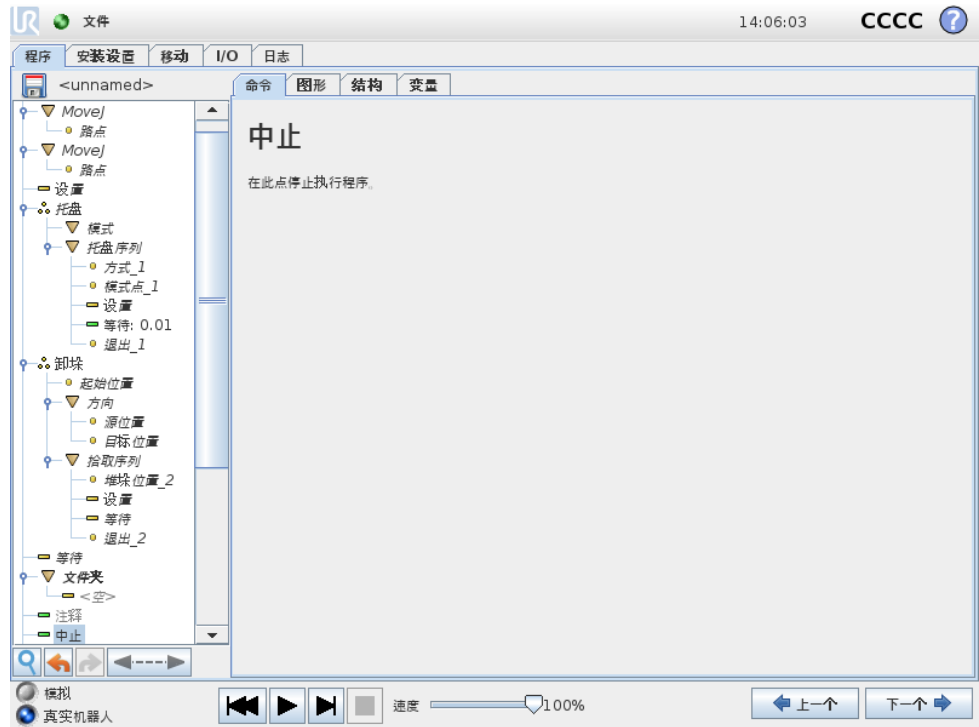 UR 文件 14:06:03 CCCC ?
程序 安装设置 移动 I/O 日志
<unnamed> 命令 图形 结构 变量
MoveJ
路点
MoveJ
路点
设置
托盘
模式
托盘序列
方式_1
模式点_1
设置
等待: 0.01
退出_1
卸垛
起始位置
方向
源位置
目标位置
拾取序列
堆垛位置_2
设置
等待
退出_2
等待
文件夹
<空>
注释
中止
中止
在此点停止执行程序。
模拟
真实机器人
速度 100% 上一个 下一个